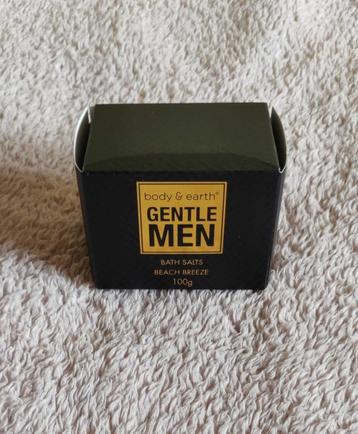 body & earth®
GENTLE
MEN
BATH SALTS
BEACH BREEZE
100g